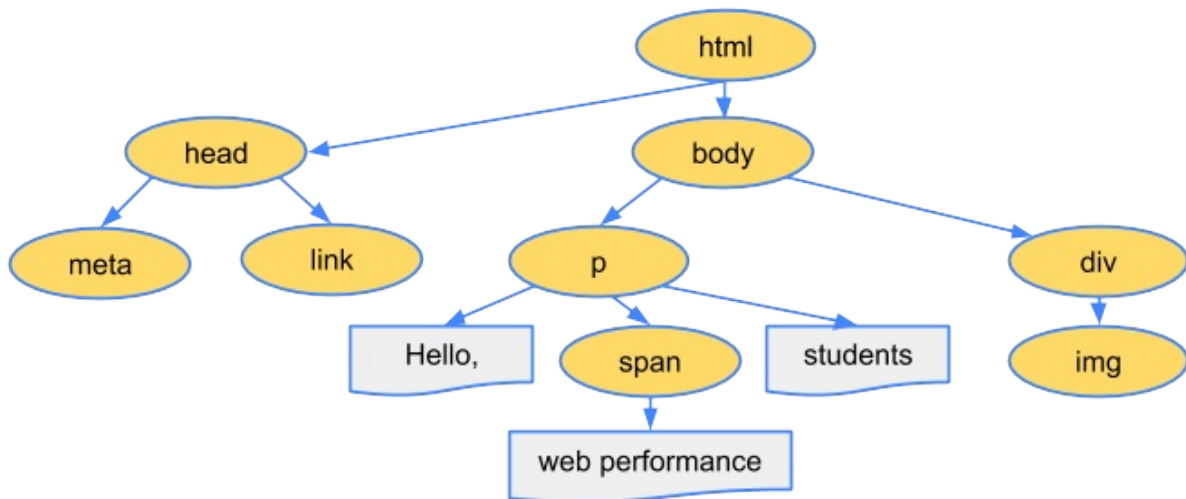 html
head
body
meta
link
p
div
Hello,
span
students
img
web performance